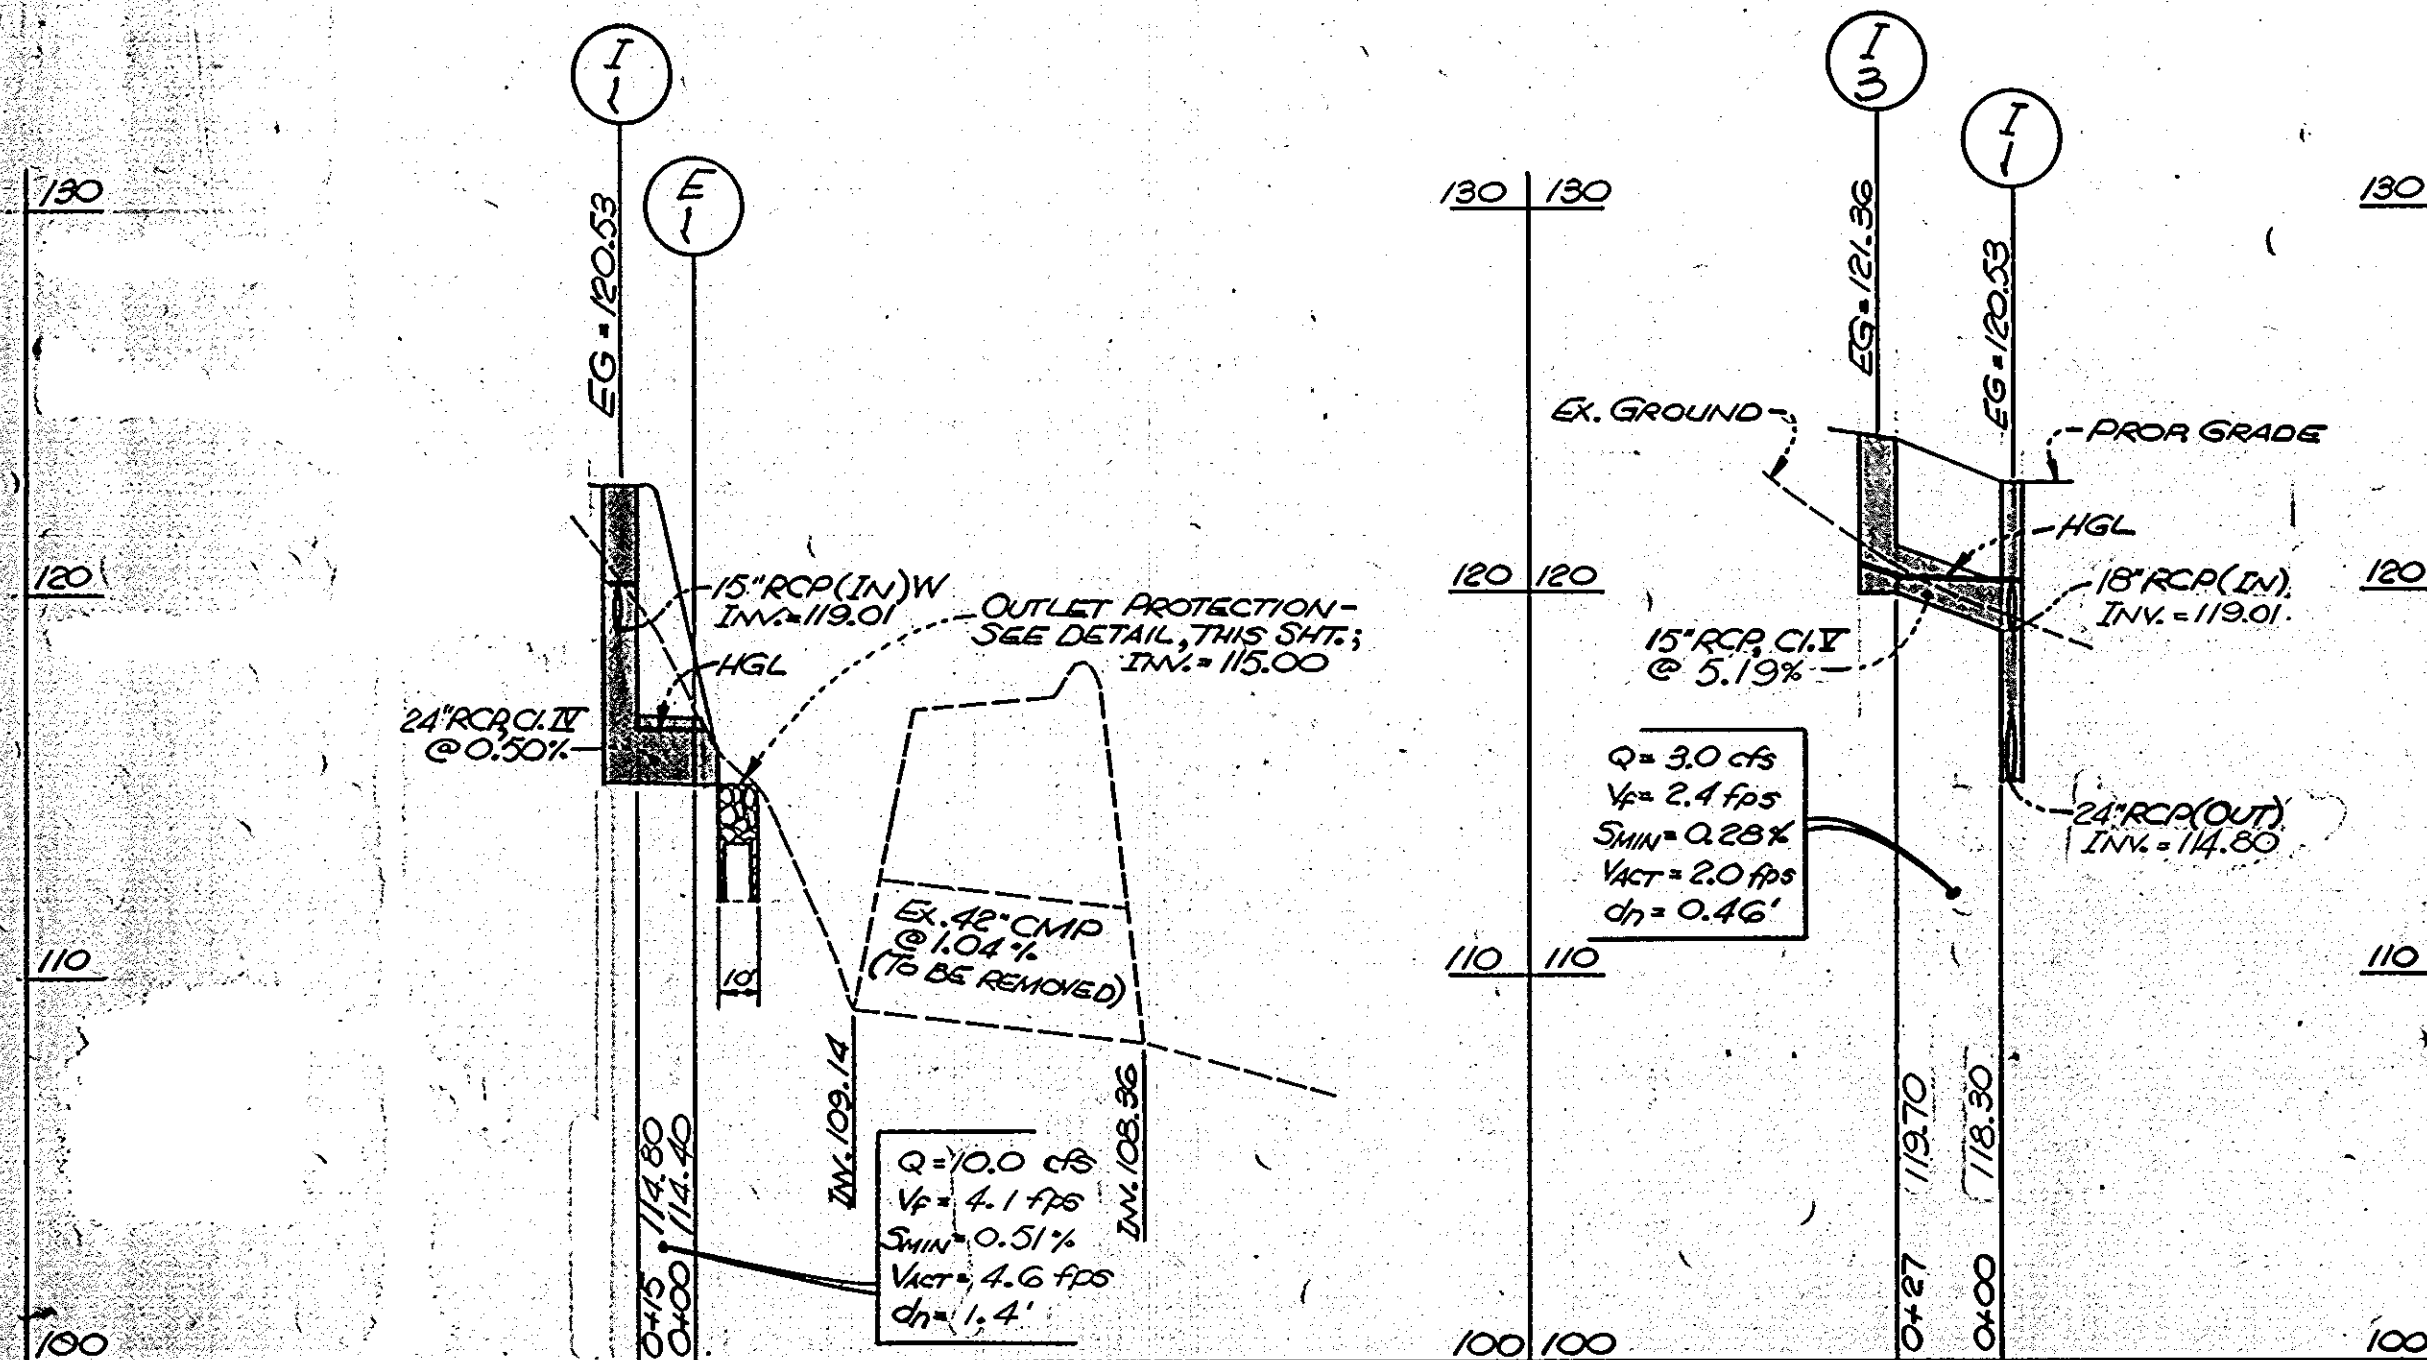 I
1
E
1
EG = 120.53
130
120
110
100
15" RCP (IN) W
INV. = 119.01
HGL
24" RCP, CL. IV
@ 0.50%
OUTLET PROTECTION -
SEE DETAIL, THIS SHT.;
INV. = 115.00
EX. 42" CMP
@ 1.04 %
(TO BE REMOVED)
10'
INV. 109.14
INV. 108.36
114.80
114.40
0+15
0+00
Q = 10.0 cfs
Vf = 4.1 fps
SMIN = 0.51 %
VACT = 4.6 fps
dn = 1.4'
130 130
120 120
110 110
100 100
I
3
I
1
EG = 121.36
EG = 120.53
EX. GROUND
PROP. GRADE
HGL
18" RCP (IN)
INV. = 119.01
15" RCP, CL. V
@ 5.19%
Q = 3.0 cfs
Vf = 2.4 fps
SMIN = 0.28 %
VACT = 2.0 fps
dn = 0.46'
24" RCP (OUT)
INV. = 114.80
119.70
118.30
0+27
0+00
130
120
110
100